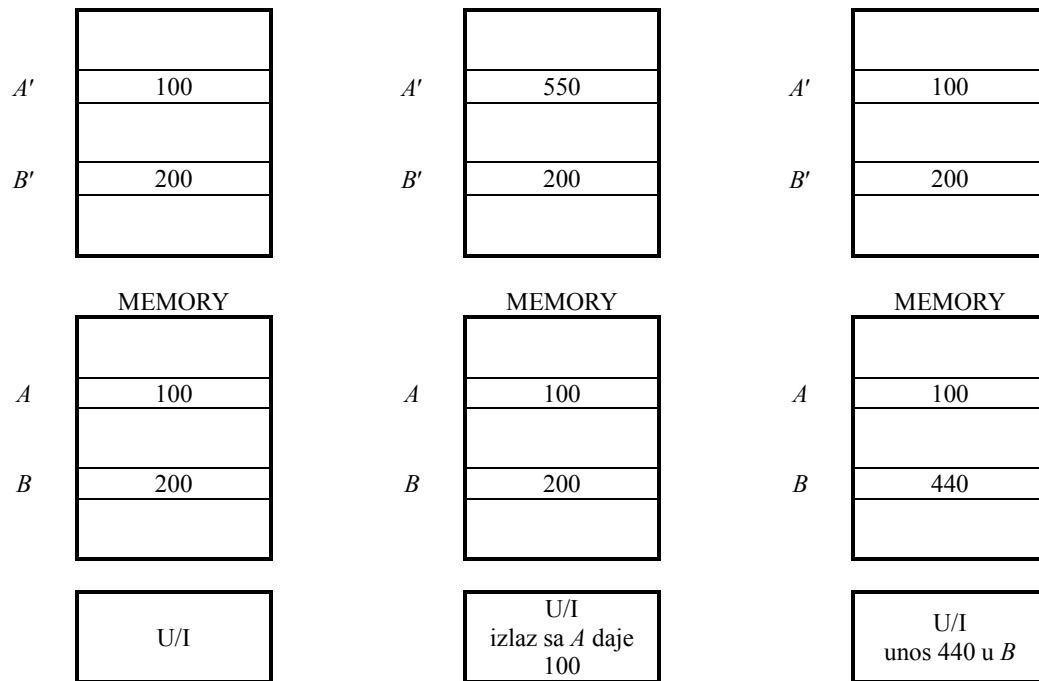 A' 100 A' 550 A' 100
B' 200 B' 200 B' 200
MEMORY MEMORY MEMORY
A 100 A 100 A 100
B 200 B 200 B 440
U/I
U/I
izlaz sa A daje
100
U/I
unos 440 u B